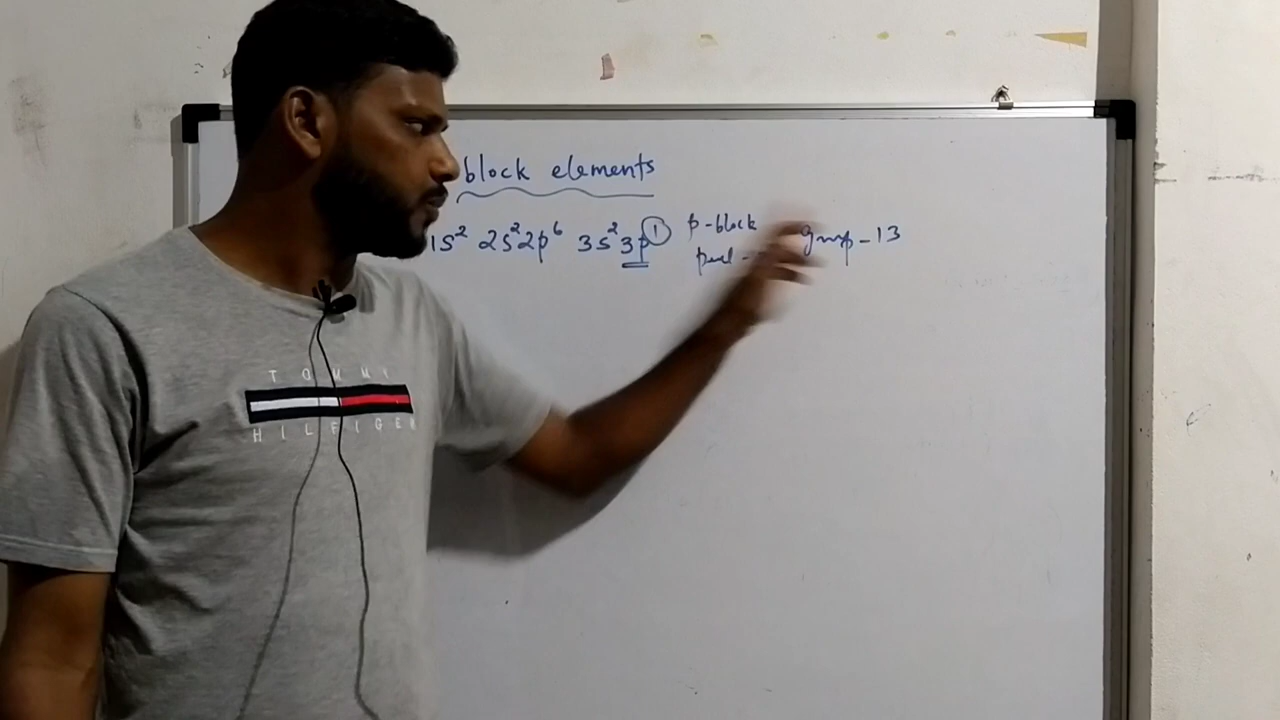 block elements
1s² 2s²2p⁶ 3s²3p¹ p-block group-13
TOMMY
HILFIGER